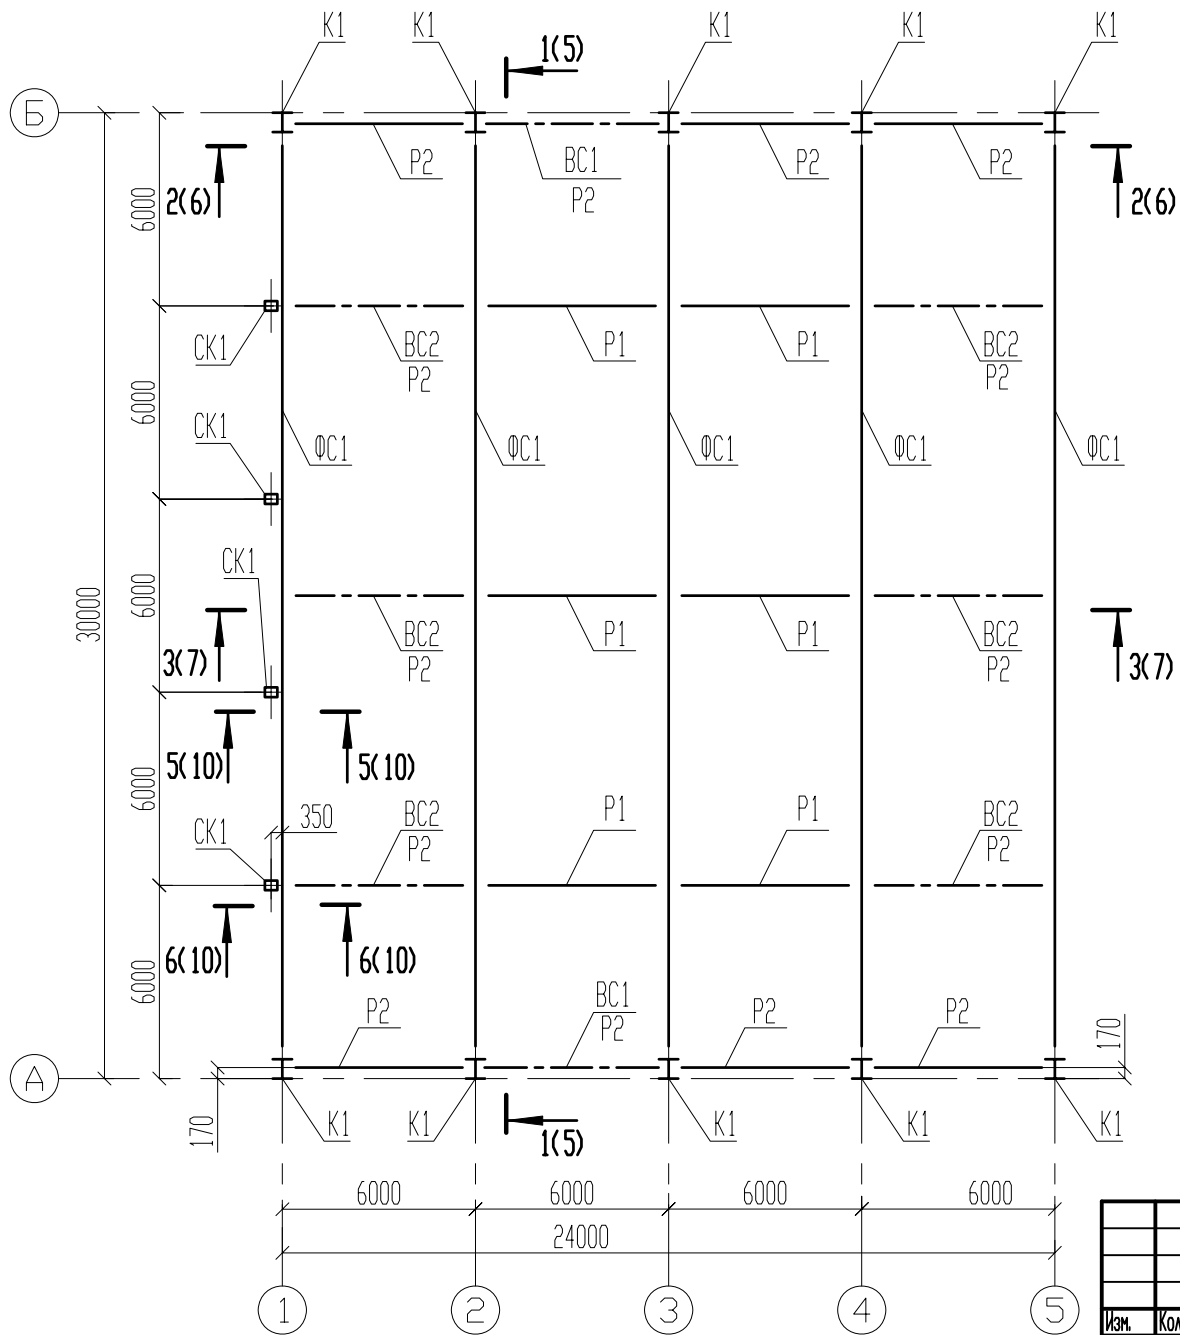 К1 К1 К1 К1 К1
1(5)
Б
Р2 ВС1 Р2 Р2
Р2
2(6) 2(6)
6000
СК1 ВС2 Р1 Р1 ВС2
Р2 Р2
6000
СК1 ФС1 ФС1 ФС1 ФС1 ФС1
СК1
6000
30000
ВС2 Р1 Р1 ВС2
Р2 Р2
3(7) 3(7)
5(10) 5(10)
6000
350
СК1 ВС2 Р1 Р1 ВС2
Р2 Р2
6(10) 6(10)
6000
Р2 ВС1 Р2 Р2
Р2
170
А
170
К1 К1 К1 К1 К1
1(5)
6000 6000 6000 6000
24000
1 2 3 4 5
Изм.